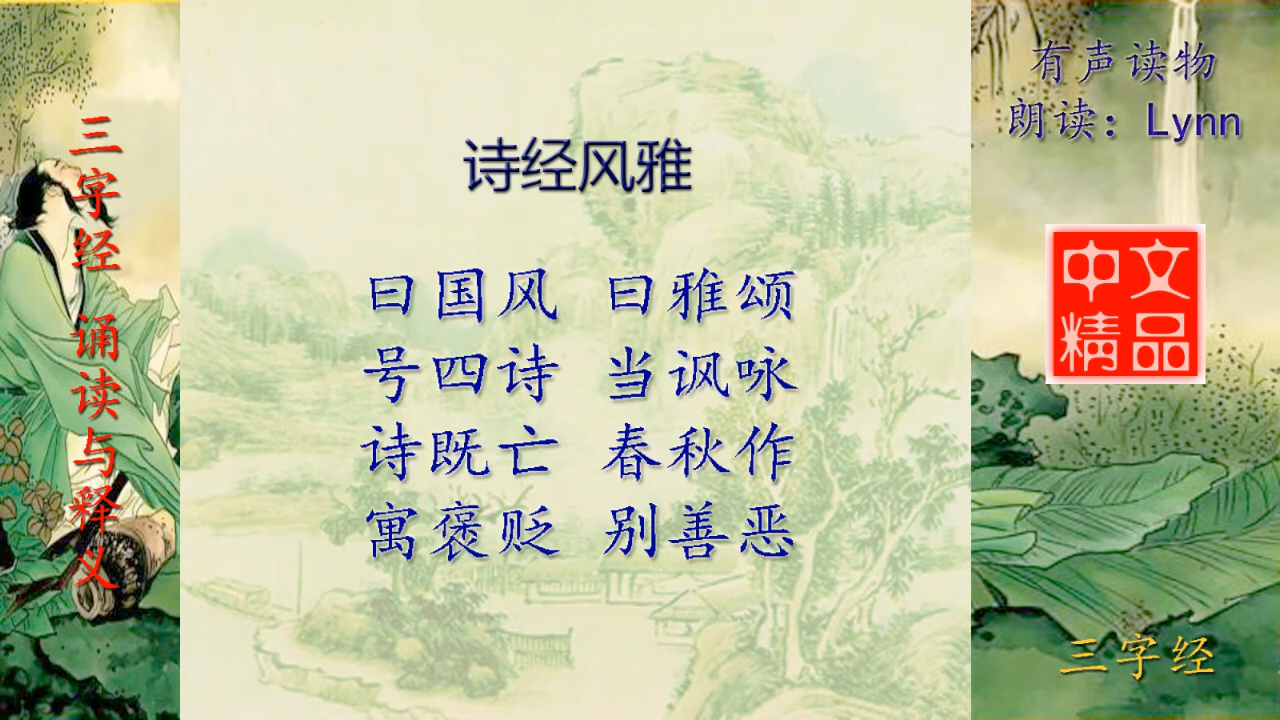 三字经 诵读与释义
诗经风雅
曰国风 曰雅颂
号四诗 当讽咏
诗既亡 春秋作
寓褒贬 别善恶
有声读物
朗读：Lynn
中文
精品
三字经